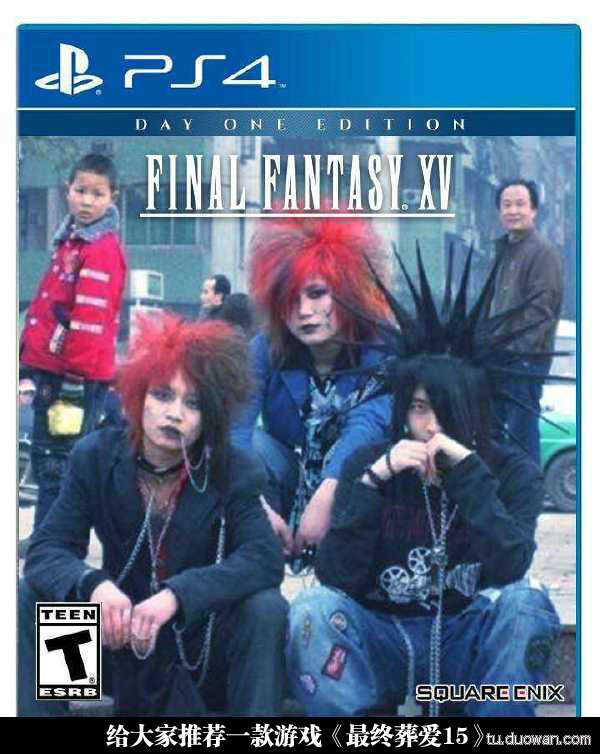 PS4
DAY ONE EDITION
FINAL FANTASY XV
TEEN
T
ESRB
SQUARE ENIX
给大家推荐一款游戏《最终葬爱15》
tu.duowan.com